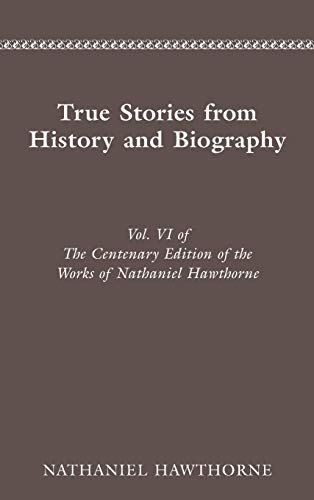 True Stories from
History and Biography
Vol. VI of
The Centenary Edition of the
Works of Nathaniel Hawthorne
NATHANIEL HAWTHORNE